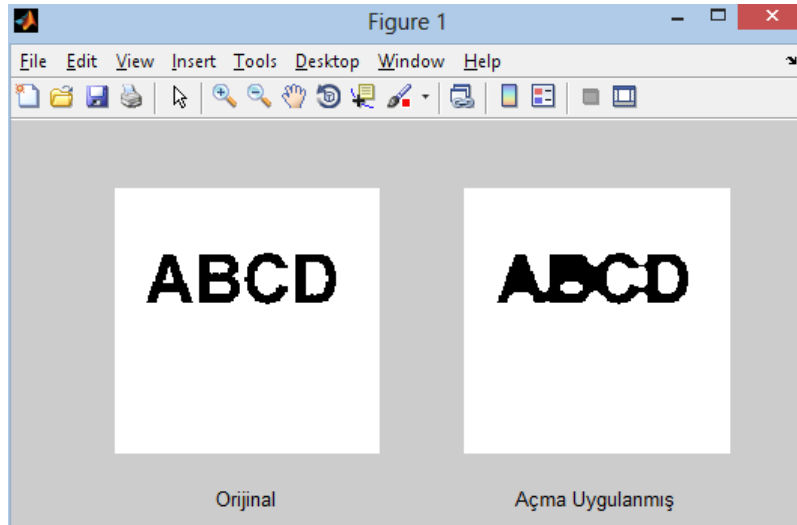 Figure 1
File Edit View Insert Tools Desktop Window Help
ABCD
ABCD
Orijinal
Açma Uygulanmış